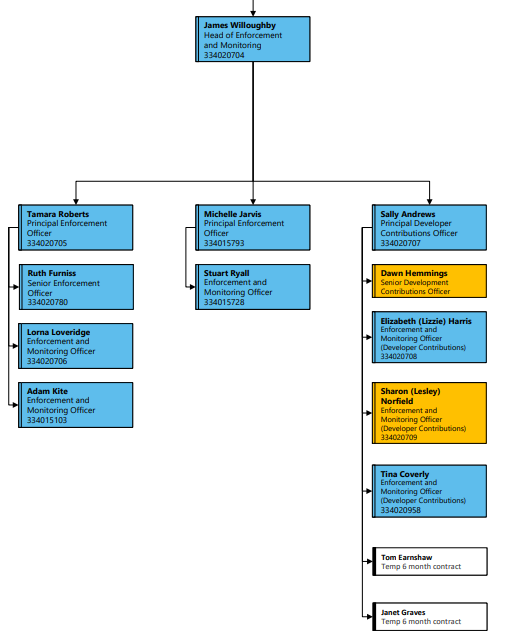 James Willoughby
Head of Enforcement
and Monitoring
334020704
Tamara Roberts
Principal Enforcement
Officer
334020705
Ruth Furniss
Senior Enforcement
Officer
334020780
Lorna Loveridge
Enforcement and
Monitoring Officer
334020706
Adam Kite
Enforcement and
Monitoring Officer
334015103
Michelle Jarvis
Principal Enforcement
Officer
334015793
Stuart Ryall
Enforcement and
Monitoring Officer
334015728
Sally Andrews
Principal Developer
Contributions Officer
334020707
Dawn Hemmings
Senior Development
Contributions Officer
Elizabeth (Lizzie) Harris
Enforcement and
Monitoring Officer
(Developer Contributions)
334020708
Sharon (Lesley)
Norfield
Enforcement and
Monitoring Officer
(Developer Contributions)
334020709
Tina Coverly
Enforcement and
Monitoring Officer
(Developer Contributions)
334020958
Tom Earnshaw
Temp 6 month contract
Janet Graves
Temp 6 month contract